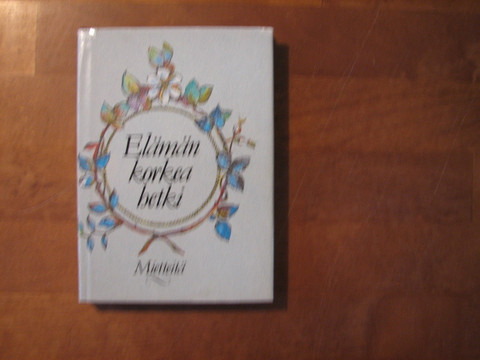 Elämän
korkea
hetki
Mietteitä